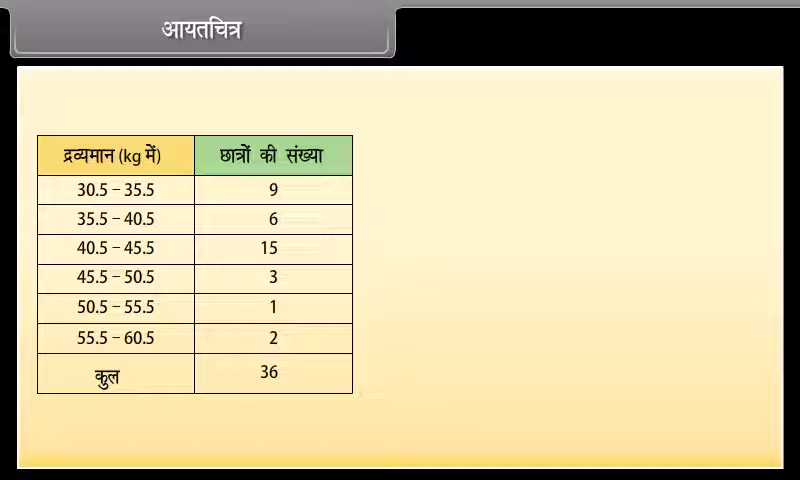 आयतचित्र
द्रव्यमान (kg में) छात्रों की संख्या
30.5 – 35.5 9
35.5 – 40.5 6
40.5 – 45.5 15
45.5 – 50.5 3
50.5 – 55.5 1
55.5 – 60.5 2
कुल 36